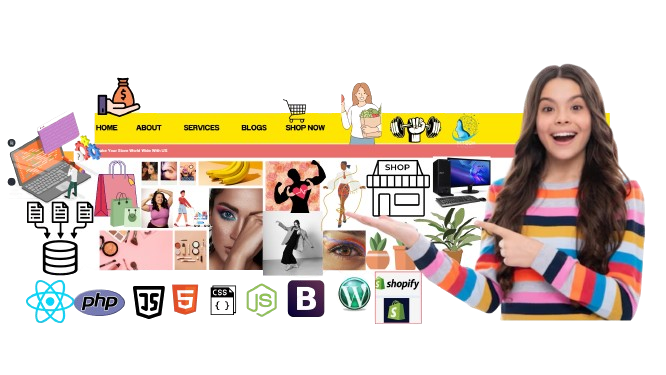 HOME ABOUT SERVICES BLOGS SHOP NOW
Your Store World Wide With US
SHOP
shopify
php
JS
5
CSS
JS
B
W
S